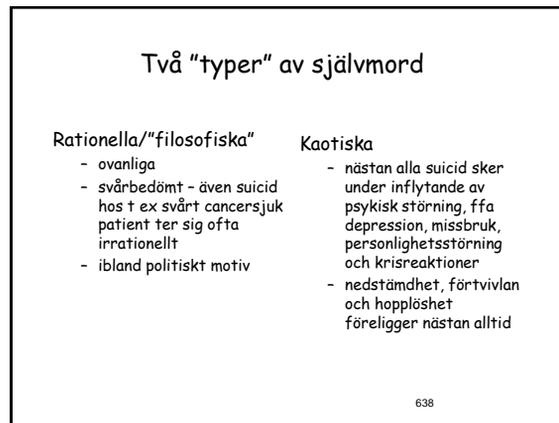 Två "typer" av självmord
Rationella/"filosofiska"
- ovanliga
- svårbedömt - även suicid
hos t ex svårt cancersjuk
patient ter sig ofta
irrationellt
- ibland politiskt motiv
Kaotiska
- nästan alla suicid sker
under inflytande av
psykisk störning, ffa
depression, missbruk,
personlighetsstörning
och krisreaktioner
- nedstämdhet, förtvivlan
och hopplöshet
föreligger nästan alltid
638